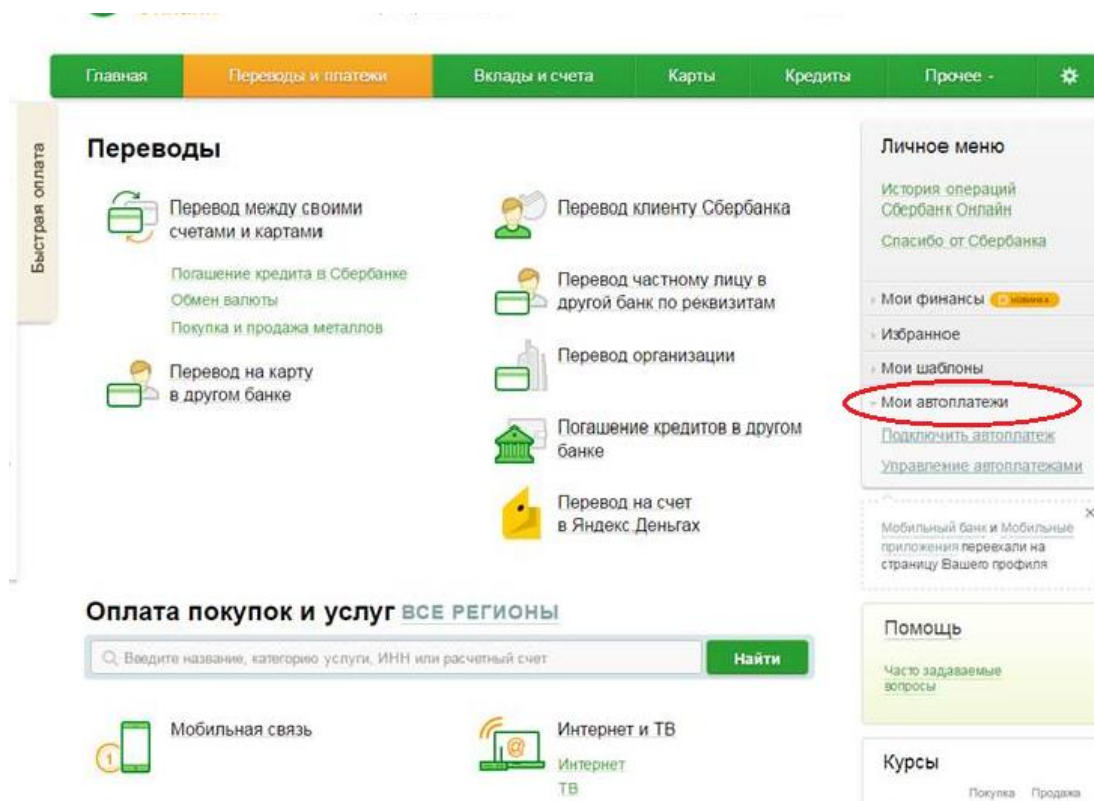 Главная Переводы и платежи Вклады и счета Карты Кредиты Прочее
Быстрая оплата
Переводы
Перевод между своими
счетами и картами
Погашение кредита в Сбербанке
Обмен валюты
Покупка и продажа металлов
Перевод на карту
в другом банке
Перевод клиенту Сбербанка
Перевод частному лицу в
другой банк по реквизитам
Перевод организации
Погашение кредитов в другом
банке
Перевод на счет
в Яндекс.Деньгах
Оплата покупок и услуг ВСЕ РЕГИОНЫ
Введите название, категорию услуги, ИНН или расчетный счет
Найти
1
Мобильная связь
@
Интернет и ТВ
Интернет
ТВ
Личное меню
История операций
Сбербанк Онлайн
Спасибо от Сбербанка
Мои финансы НОВИНКА
Избранное
Мои шаблоны
Мои автоплатежи
Подключить автоплатеж
Управление автоплатежами
Мобильный банк и Мобильные
приложения переехали на
страницу Вашего профиля
Помощь
Часто задаваемые
вопросы
Курсы
Покупка Продажа